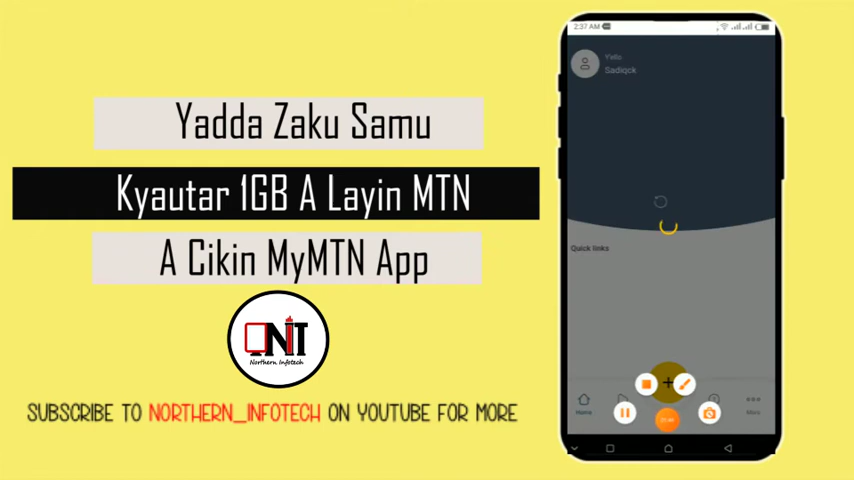 Yadda Zaku Samu
Kyautar 1GB A Layin MTN
A Cikin MyMTN App
NIT
Northern Infotech
SUBSCRIBE TO NORTHERN_INFOTECH ON YOUTUBE FOR MORE
2:37 AM
Yello
Sadiqck
Quick links
Home
More